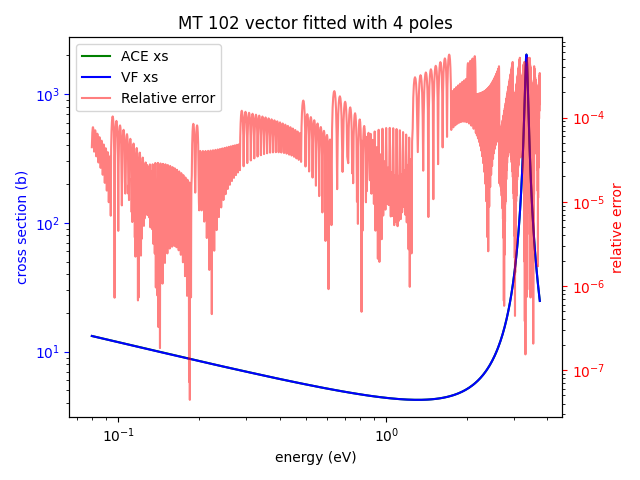 MT 102 vector fitted with 4 poles
ACE xs
VF xs
Relative error
10³
10²
10¹
cross section (b)
10⁻⁴
10⁻⁵
10⁻⁶
10⁻⁷
relative error
10⁻¹
10⁰
energy (eV)